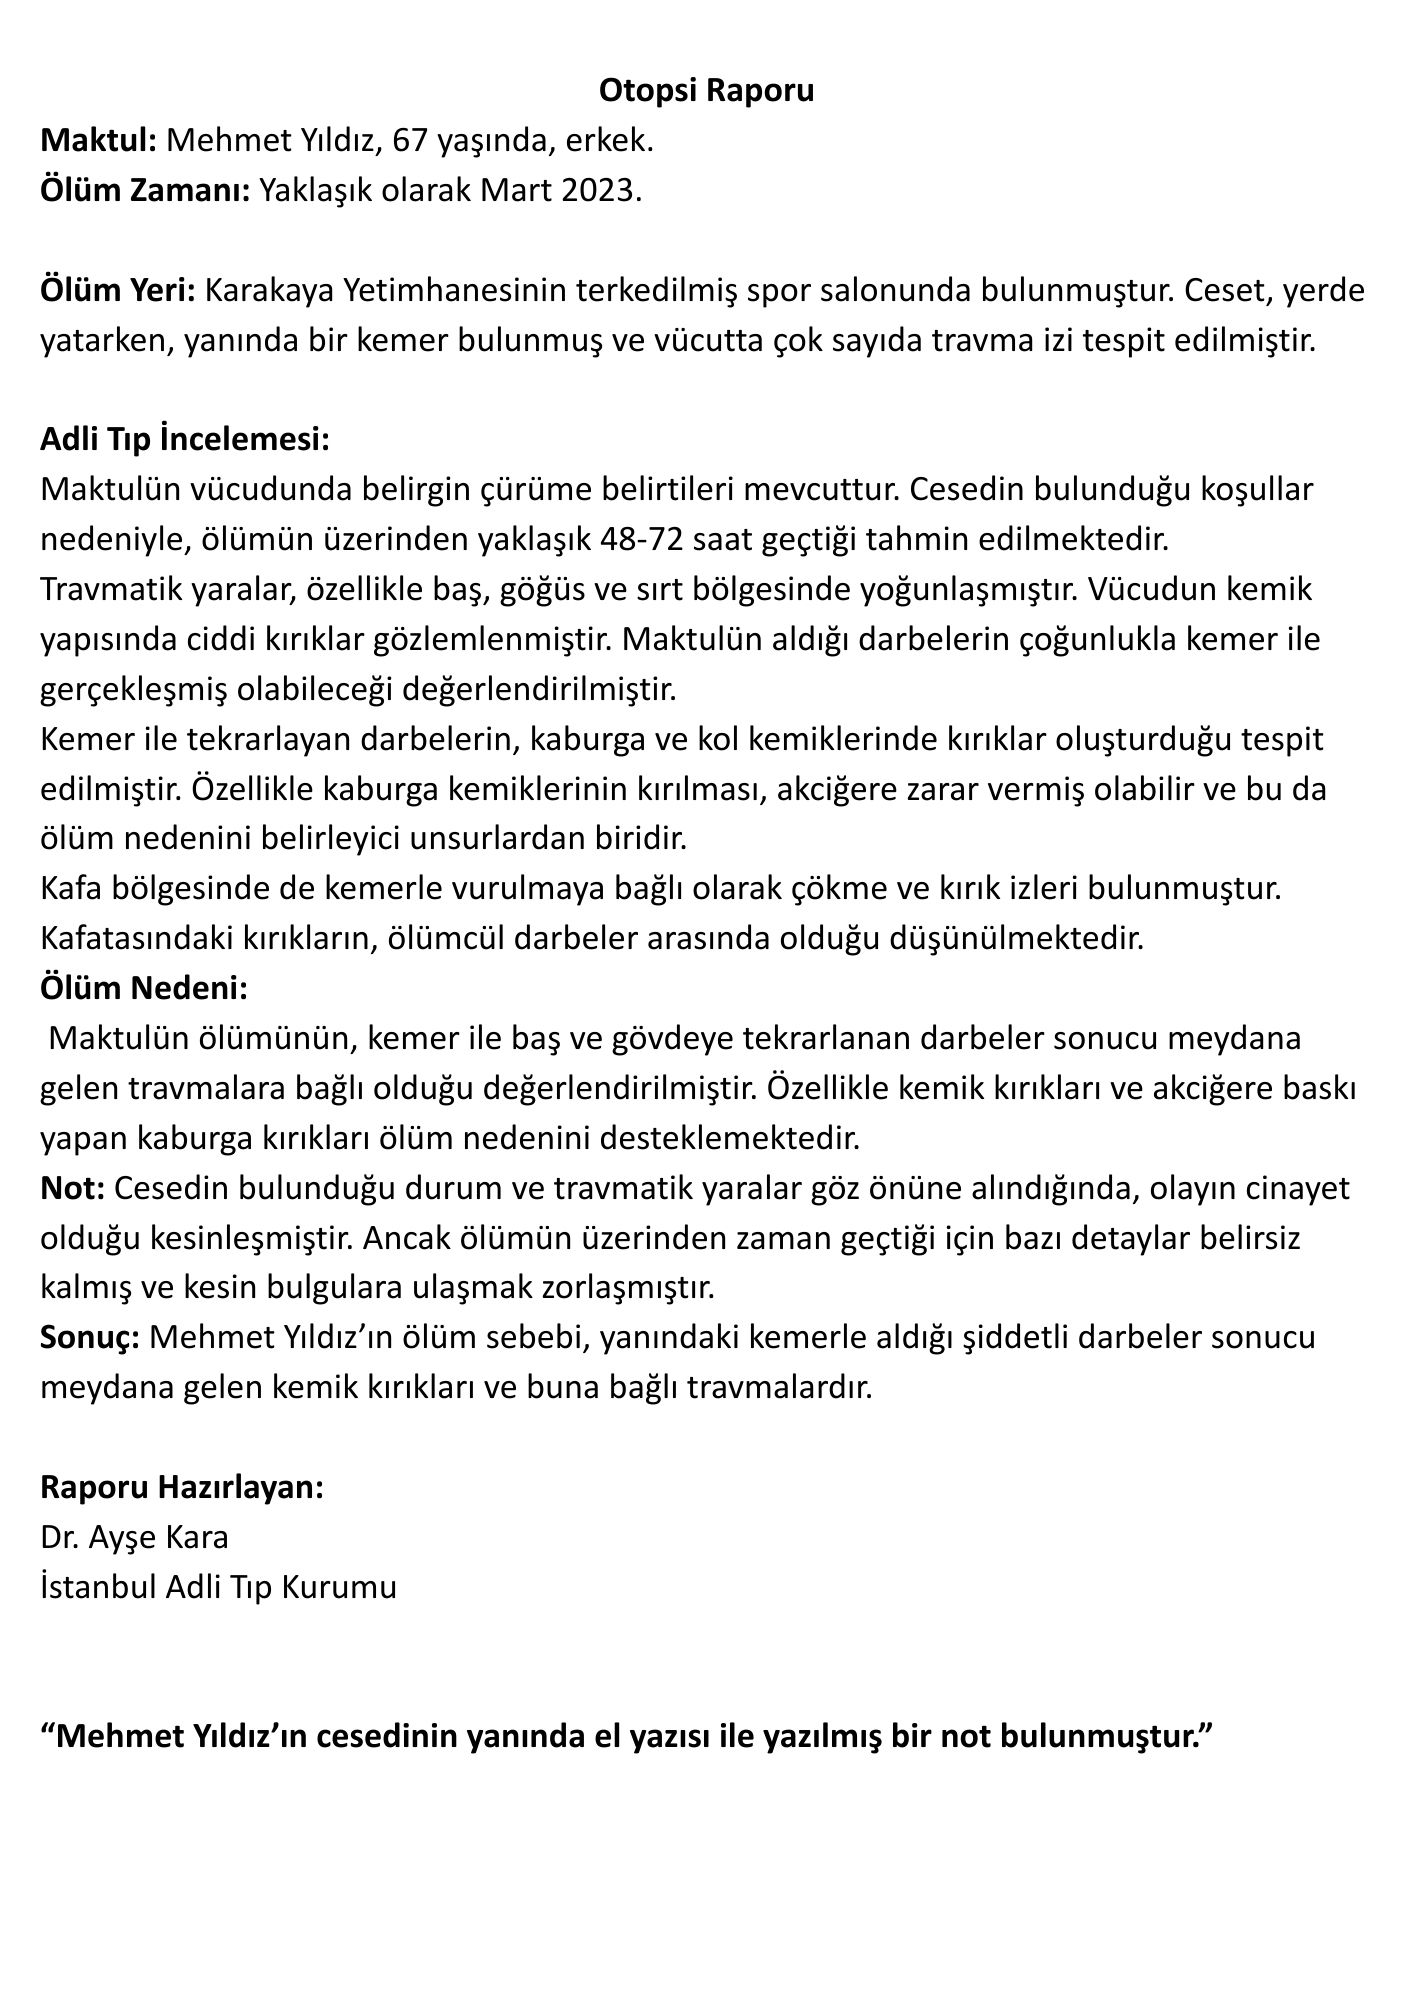 Otopsi Raporu
Maktul: Mehmet Yıldız, 67 yaşında, erkek.
Ölüm Zamanı: Yaklaşık olarak Mart 2023.
Ölüm Yeri: Karakaya Yetimhanesinin terkedilmiş spor salonunda bulunmuştur. Ceset, yerde
yatarken, yanında bir kemer bulunmuş ve vücutta çok sayıda travma izi tespit edilmiştir.
Adli Tıp İncelemesi:
Maktulün vücudunda belirgin çürüme belirtileri mevcuttur. Cesedin bulunduğu koşullar
nedeniyle, ölümün üzerinden yaklaşık 48-72 saat geçtiği tahmin edilmektedir.
Travmatik yaralar, özellikle baş, göğüs ve sırt bölgesinde yoğunlaşmıştır. Vücudun kemik
yapısında ciddi kırıklar gözlemlenmiştir. Maktulün aldığı darbelerin çoğunlukla kemer ile
gerçekleşmiş olabileceği değerlendirilmiştir.
Kemer ile tekrarlayan darbelerin, kaburga ve kol kemiklerinde kırıklar oluşturduğu tespit
edilmiştir. Özellikle kaburga kemiklerinin kırılması, akciğere zarar vermiş olabilir ve bu da
ölüm nedenini belirleyici unsurlardan biridir.
Kafa bölgesinde de kemerle vurulmaya bağlı olarak çökme ve kırık izleri bulunmuştur.
Kafatasındaki kırıkların, ölümcül darbeler arasında olduğu düşünülmektedir.
Ölüm Nedeni:
Maktulün ölümünün, kemer ile baş ve gövdeye tekrarlanan darbeler sonucu meydana
gelen travmalara bağlı olduğu değerlendirilmiştir. Özellikle kemik kırıkları ve akciğere baskı
yapan kaburga kırıkları ölüm nedenini desteklemektedir.
Not: Cesedin bulunduğu durum ve travmatik yaralar göz önüne alındığında, olayın cinayet
olduğu kesinleşmiştir. Ancak ölümün üzerinden zaman geçtiği için bazı detaylar belirsiz
kalmış ve kesin bulgulara ulaşmak zorlaşmıştır.
Sonuç: Mehmet Yıldız’ın ölüm sebebi, yanındaki kemerle aldığı şiddetli darbeler sonucu
meydana gelen kemik kırıkları ve buna bağlı travmalardır.
Raporu Hazırlayan:
Dr. Ayşe Kara
İstanbul Adli Tıp Kurumu
“Mehmet Yıldız’ın cesedinin yanında el yazısı ile yazılmış bir not bulunmuştur.”